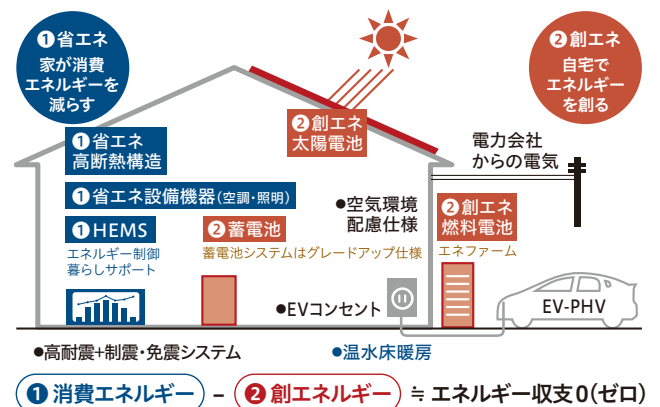 ❶省エネ
家が消費
エネルギーを
減らす
❷創エネ
自宅で
エネルギー
を創る
❷創エネ
太陽電池
❶省エネ
高断熱構造
電力会社
からの電気
❶省エネ設備機器(空調・照明)
●空気環境
配慮仕様
❷創エネ
燃料電池
エネファーム
❶HEMS
エネルギー制御
暮らしサポート
❷蓄電池
蓄電池システムはグレードアップ仕様
●EVコンセント
EV-PHV
●高耐震+制震・免震システム
●温水床暖房
❶ 消費エネルギー − ❷ 創エネルギー ≒ エネルギー収支0(ゼロ)